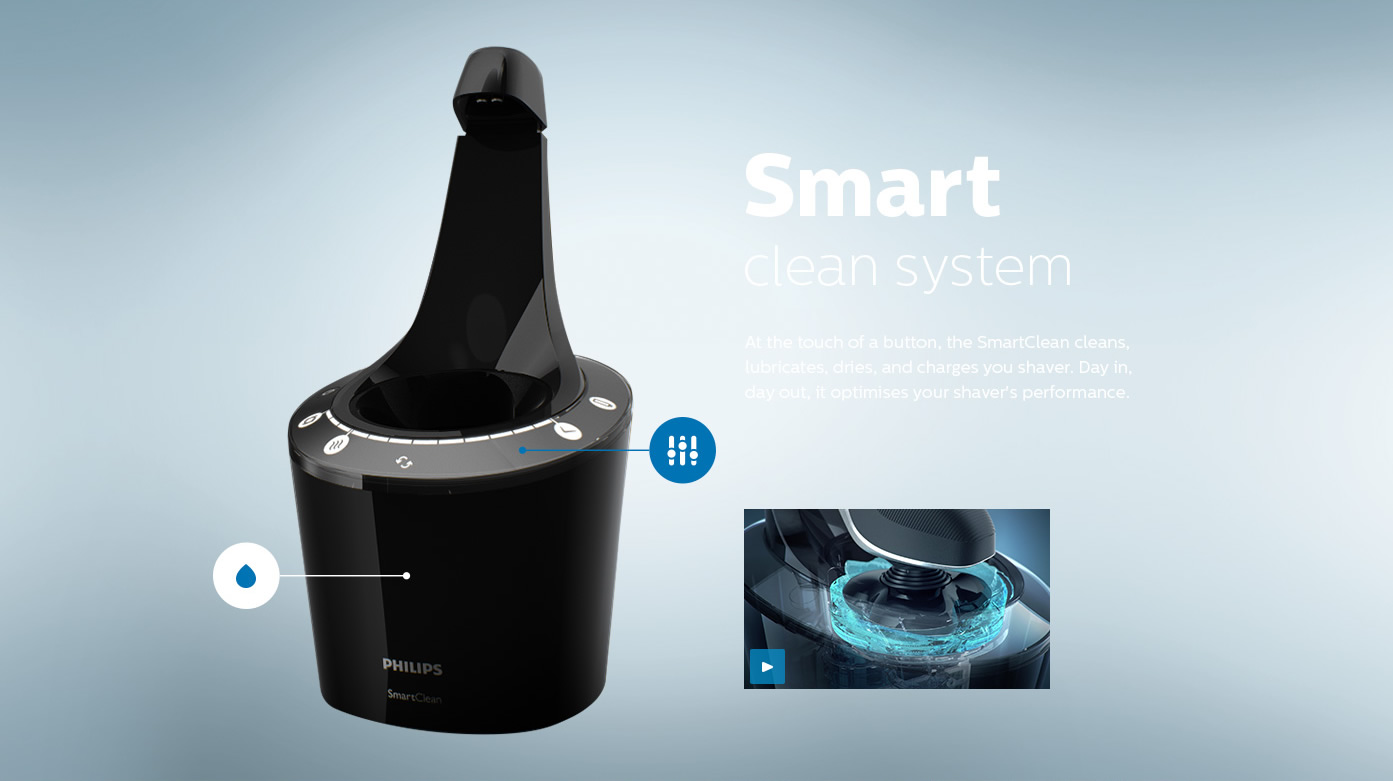 Smart
clean system
At the touch of a button, the SmartClean cleans,
lubricates, dries, and charges you shaver. Day in,
day out, it optimises your shaver's performance.
PHILIPS
SmartClean